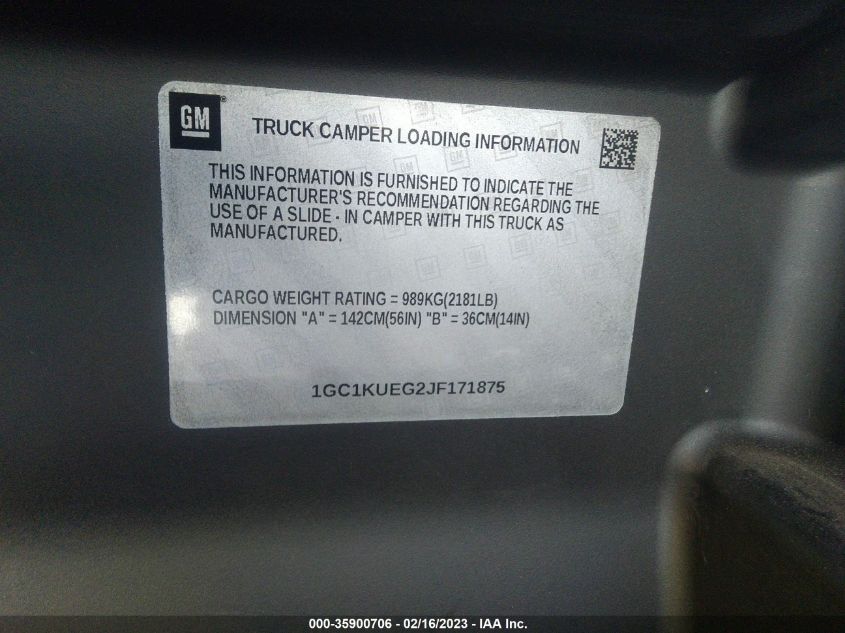 GM
TRUCK CAMPER LOADING INFORMATION
THIS INFORMATION IS FURNISHED TO INDICATE THE
MANUFACTURER'S RECOMMENDATION REGARDING THE
USE OF A SLIDE - IN CAMPER WITH THIS TRUCK AS
MANUFACTURED.
CARGO WEIGHT RATING = 989KG(2181LB)
DIMENSION "A" = 142CM(56IN) "B" = 36CM(14IN)
1GC1KUEG2JF171875
000-35900706 - 02/16/2023 - IAA Inc.